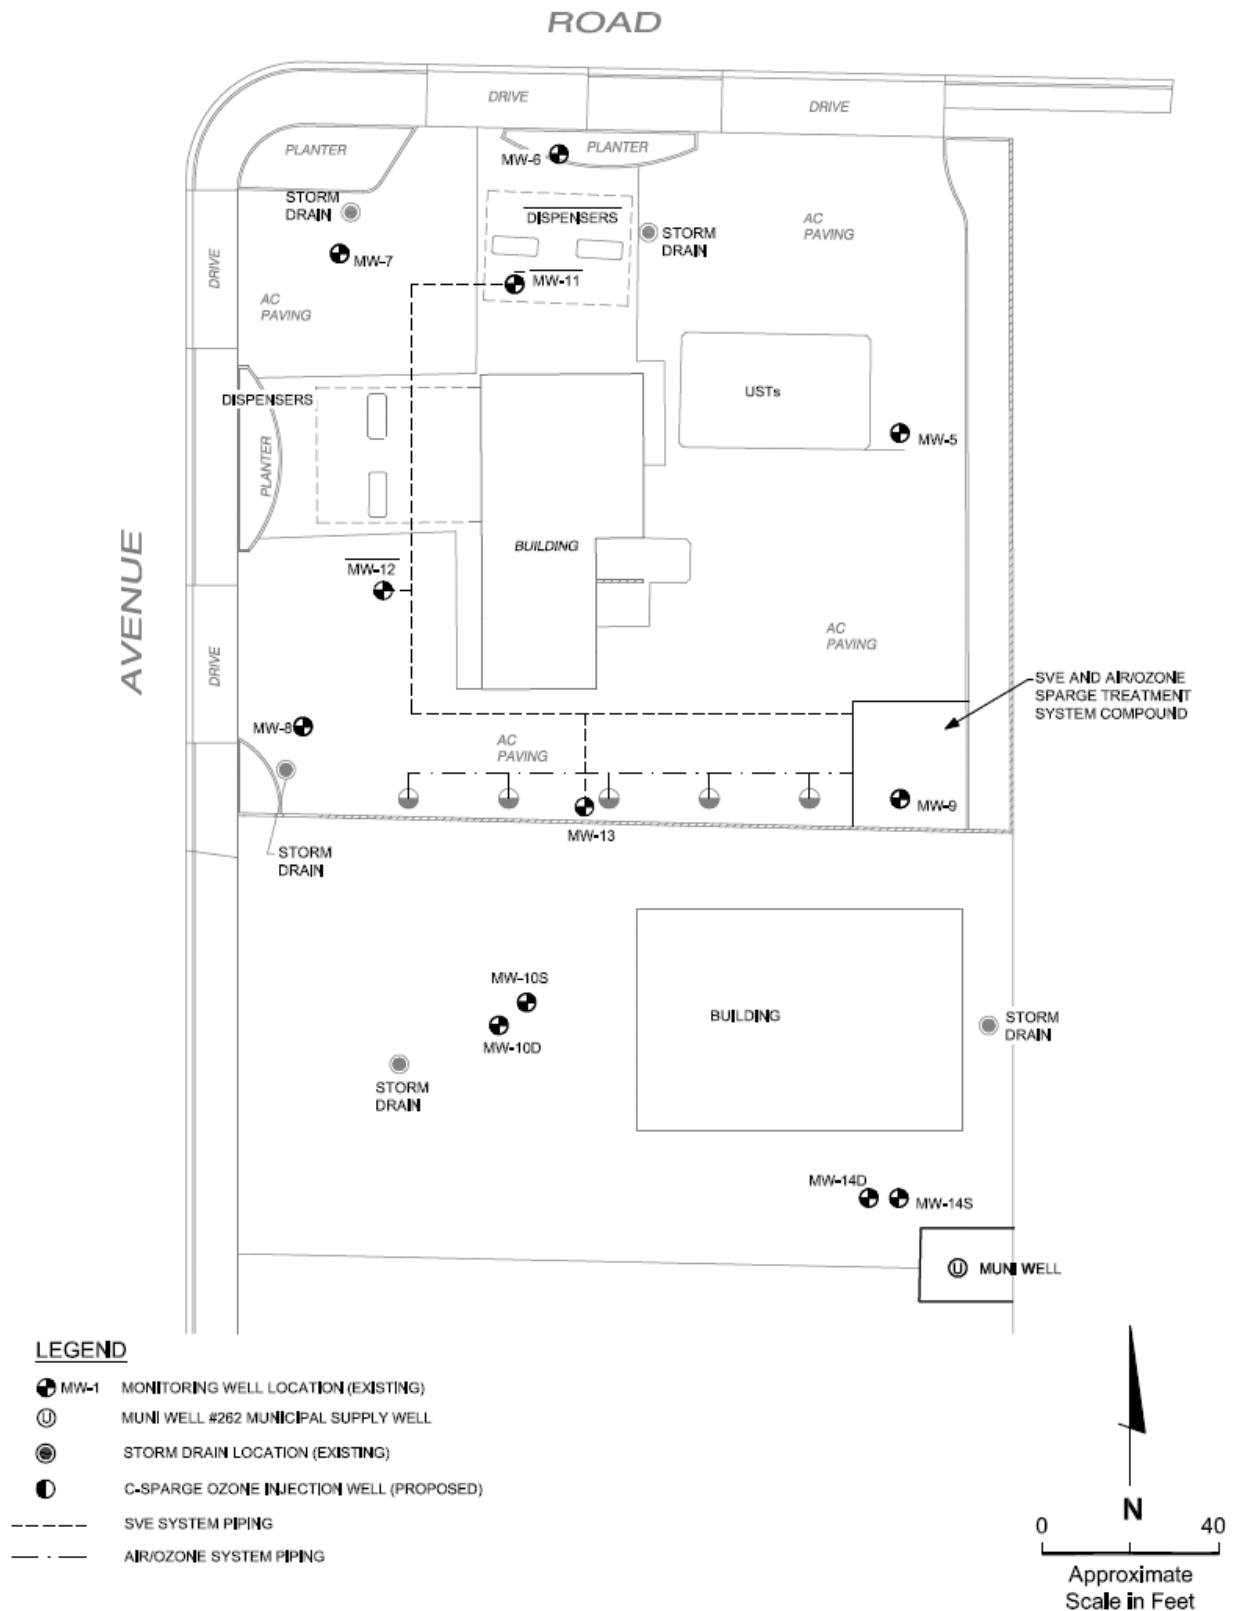 ROAD
DRIVE
DRIVE
PLANTER
MW-6
PLANTER
STORM
DRAIN
DISPENSERS
STORM
DRAIN
AC
PAVING
MW-7
DRIVE
MW-11
AC
PAVING
USTs
DISPENSERS
MW-5
PLANTER
AVENUE
BUILDING
MW-12
AC
PAVING
DRIVE
SVE AND AIR/OZONE
SPARGE TREATMENT
SYSTEM COMPOUND
MW-8
AC
PAVING
MW-9
MW-13
STORM
DRAIN
MW-10S
BUILDING
STORM
DRAIN
MW-10D
STORM
DRAIN
MW-14D
MW-14S
U MUNI WELL
LEGEND
MW-1 MONITORING WELL LOCATION (EXISTING)
U MUNI WELL #262 MUNICIPAL SUPPLY WELL
STORM DRAIN LOCATION (EXISTING)
C-SPARGE OZONE INJECTION WELL (PROPOSED)
SVE SYSTEM PIPING
AIR/OZONE SYSTEM PIPING
N
0 40
Approximate
Scale in Feet